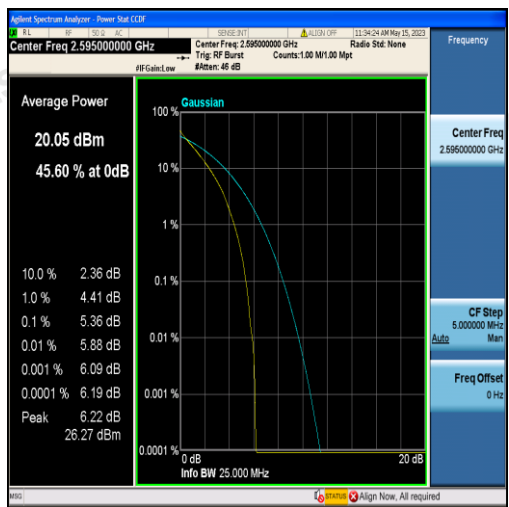 Agilent Spectrum Analyzer - Power Stat CCDF
RL RF 50 Ω AC SENSE:INT ALIGN OFF 11:34:24 AM May 15, 2023
Center Freq 2.595000000 GHz
Center Freq: 2.595000000 GHz Radio Std: None
Trig: RF Burst Counts:1.00 M/1.00 Mpt
#IFGain:Low #Atten: 46 dB
Frequency
Average Power
20.05 dBm
45.60 % at 0dB
10.0 % 2.36 dB
1.0 % 4.41 dB
0.1 % 5.36 dB
0.01 % 5.88 dB
0.001 % 6.09 dB
0.0001 % 6.19 dB
Peak 6.22 dB
26.27 dBm
Gaussian
100 %
10 %
1 %
0.1 %
0.01 %
0.001 %
0.0001 %
0 dB 20 dB
Info BW 25.000 MHz
Center Freq
2.595000000 GHz
CF Step
5.000000 MHz
Auto Man
Freq Offset
0 Hz
MSG STATUS Align Now, All required